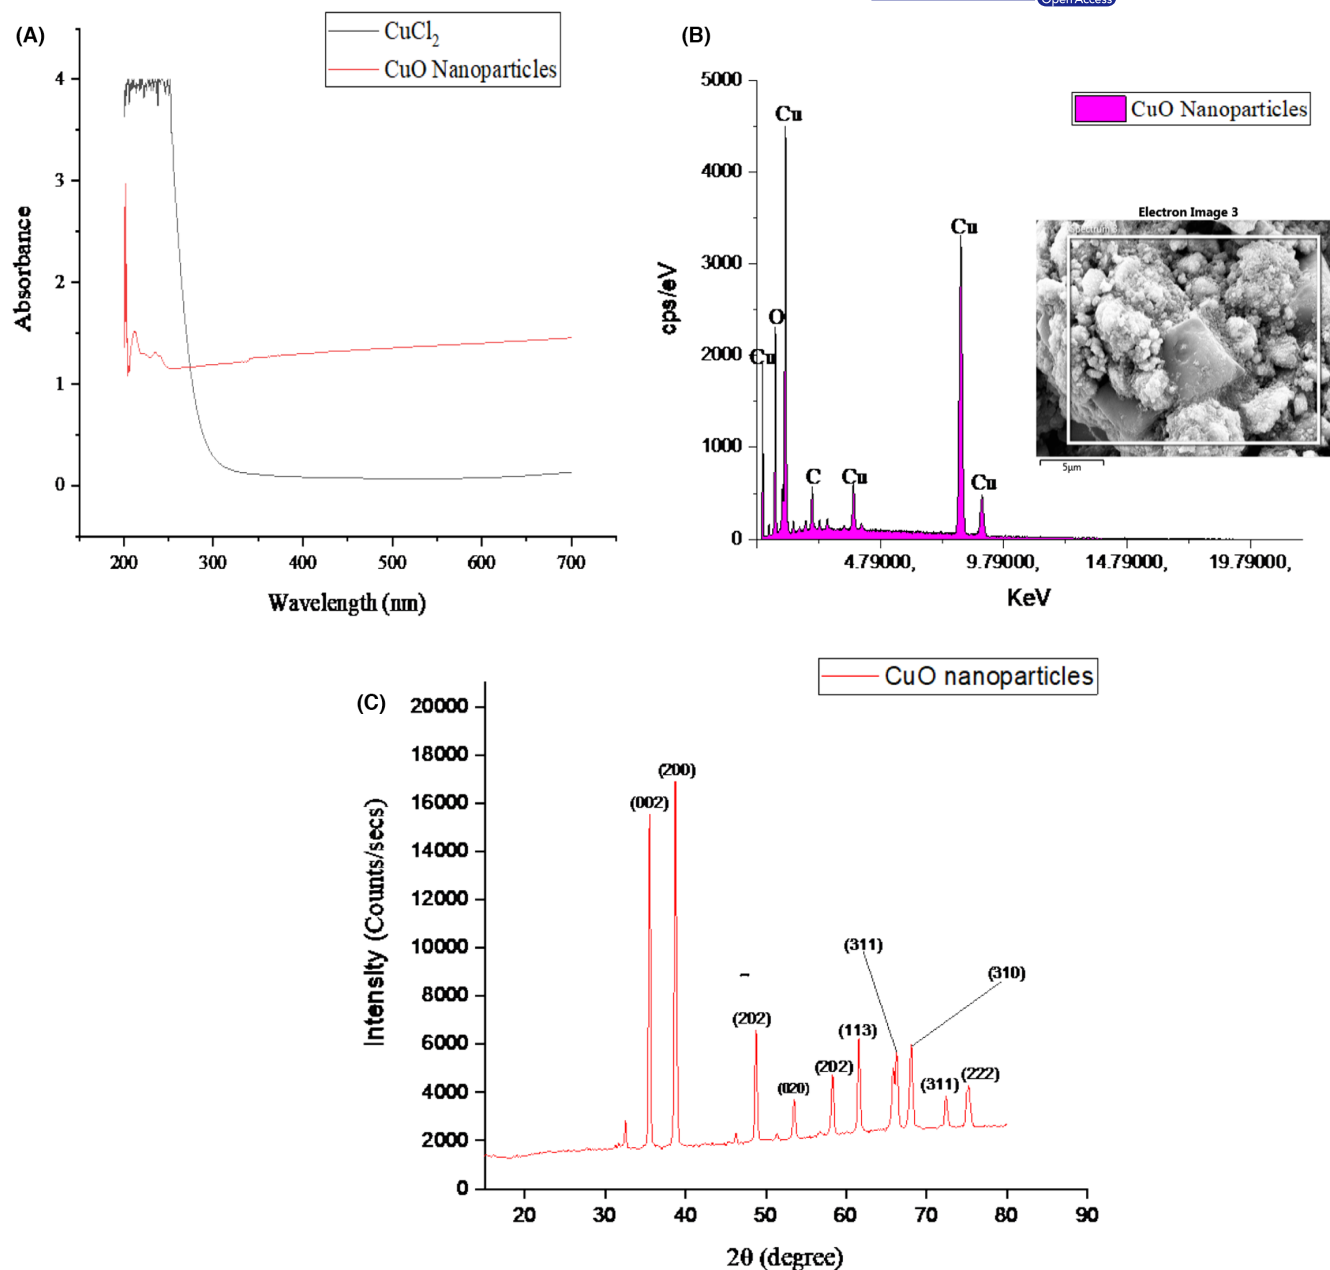 Open Access
(A)
CuCl₂
CuO Nanoparticles
4
3
2
1
0
Absorbance
200 300 400 500 600 700
Wavelength (nm)
(B)
5000
4000
3000
2000
1000
0
cps/eV
CuO Nanoparticles
Cu
O
Cu
C
Cu
Cu
Cu
4.79000, 9.79000, 14.79000, 19.79000,
KeV
Electron Image 3
Spectrum 8
5µm
(C)
CuO nanoparticles
20000
18000
16000
14000
12000
10000
8000
6000
4000
2000
0
Intensity (Counts/secs)
(002)
(200)
(202)
(020)
(202)
(113)
(311)
(310)
(311)
(222)
20 30 40 50 60 70 80 90
2θ (degree)